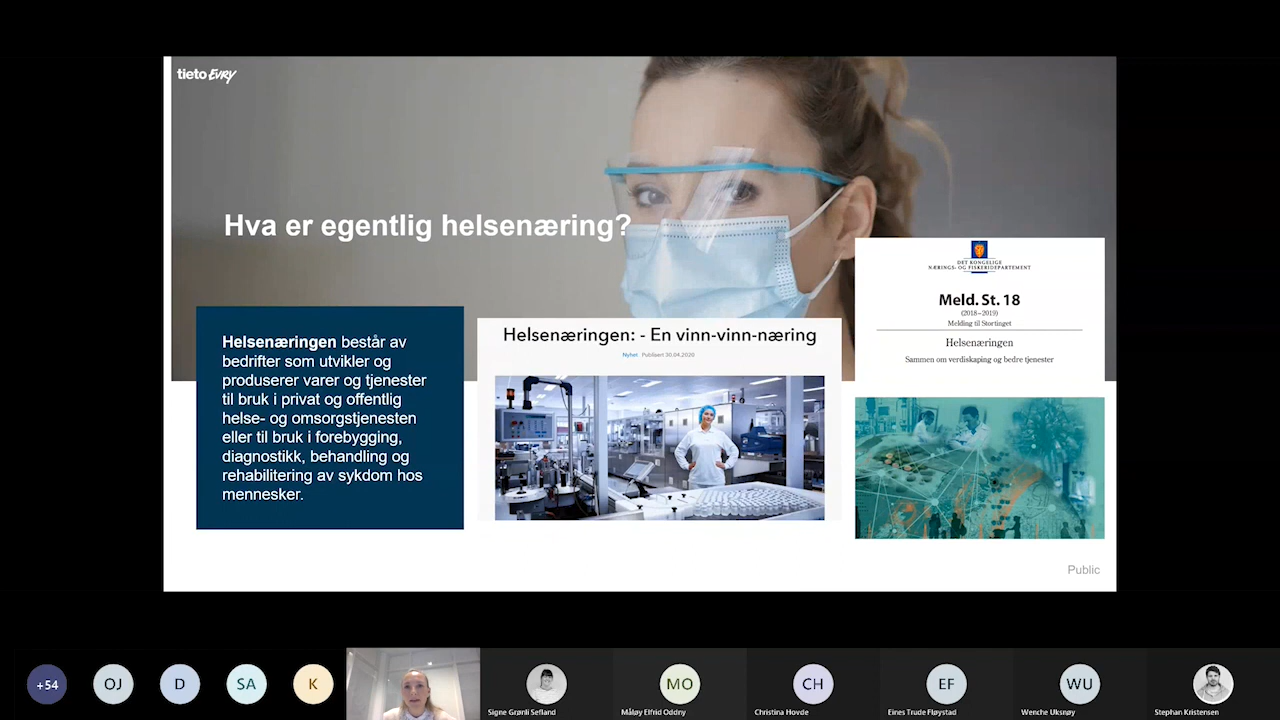 tieto EVRY
Hva er egentlig helsenæring?
Helsenæringen består av
bedrifter som utvikler og
produserer varer og tjenester
til bruk i privat og offentlig
helse- og omsorgstjenesten
eller til bruk i forebygging,
diagnostikk, behandling og
rehabilitering av sykdom hos
mennesker.
Helsenæringen: - En vinn-vinn-næring
Nyhet Publisert 30.04.2020
DET KONGELIGE
NÆRINGS- OG FISKERIDEPARTEMENT
Meld. St. 18
(2018–2019)
Melding til Stortinget
Helsenæringen
Sammen om verdiskaping og bedre tjenester
Public
+54
OJ
D
SA
K
Signe Grønli Sefland
MO
Måløy Elfrid Oddny
CH
Christina Hovde
EF
Eines Trude Fløystad
WU
Wenche Uksnøy
Stephan Kristensen